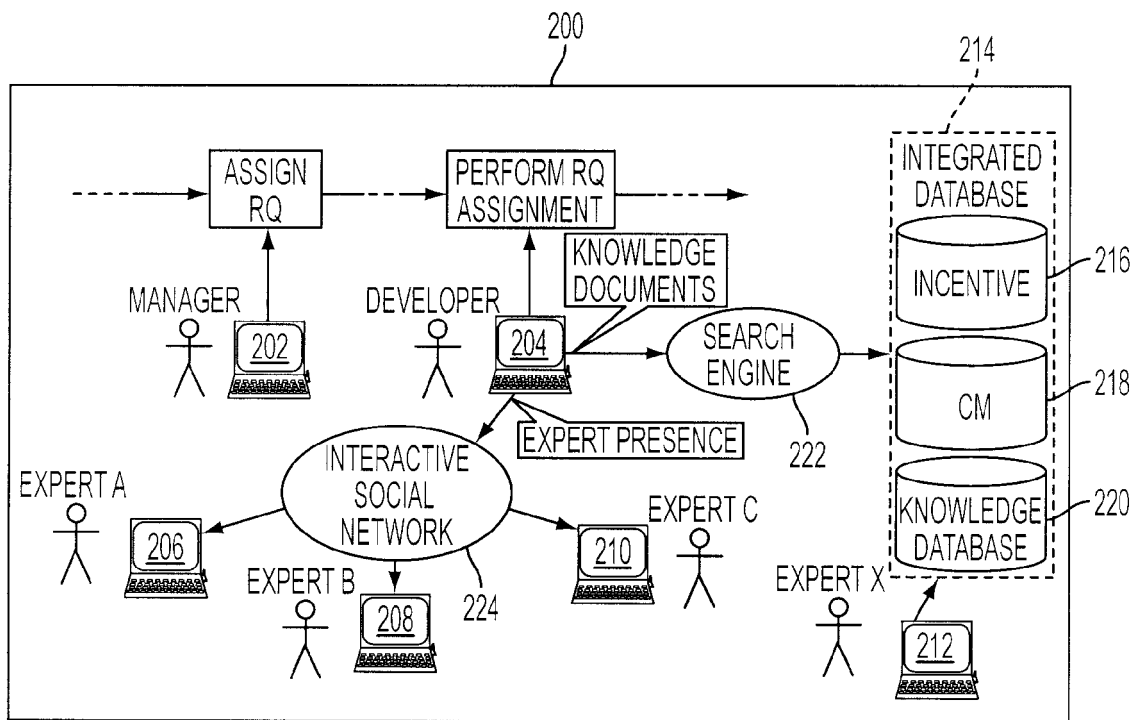 200
214
ASSIGN
RQ
PERFORM RQ
ASSIGNMENT
INTEGRATED
DATABASE
INCENTIVE
216
KNOWLEDGE
DOCUMENTS
MANAGER
202
DEVELOPER
204
SEARCH
ENGINE
222
CM
218
EXPERT PRESENCE
INTERACTIVE
SOCIAL
NETWORK
224
KNOWLEDGE
DATABASE
220
EXPERT A
206
EXPERT B
208
EXPERT C
210
EXPERT X
212